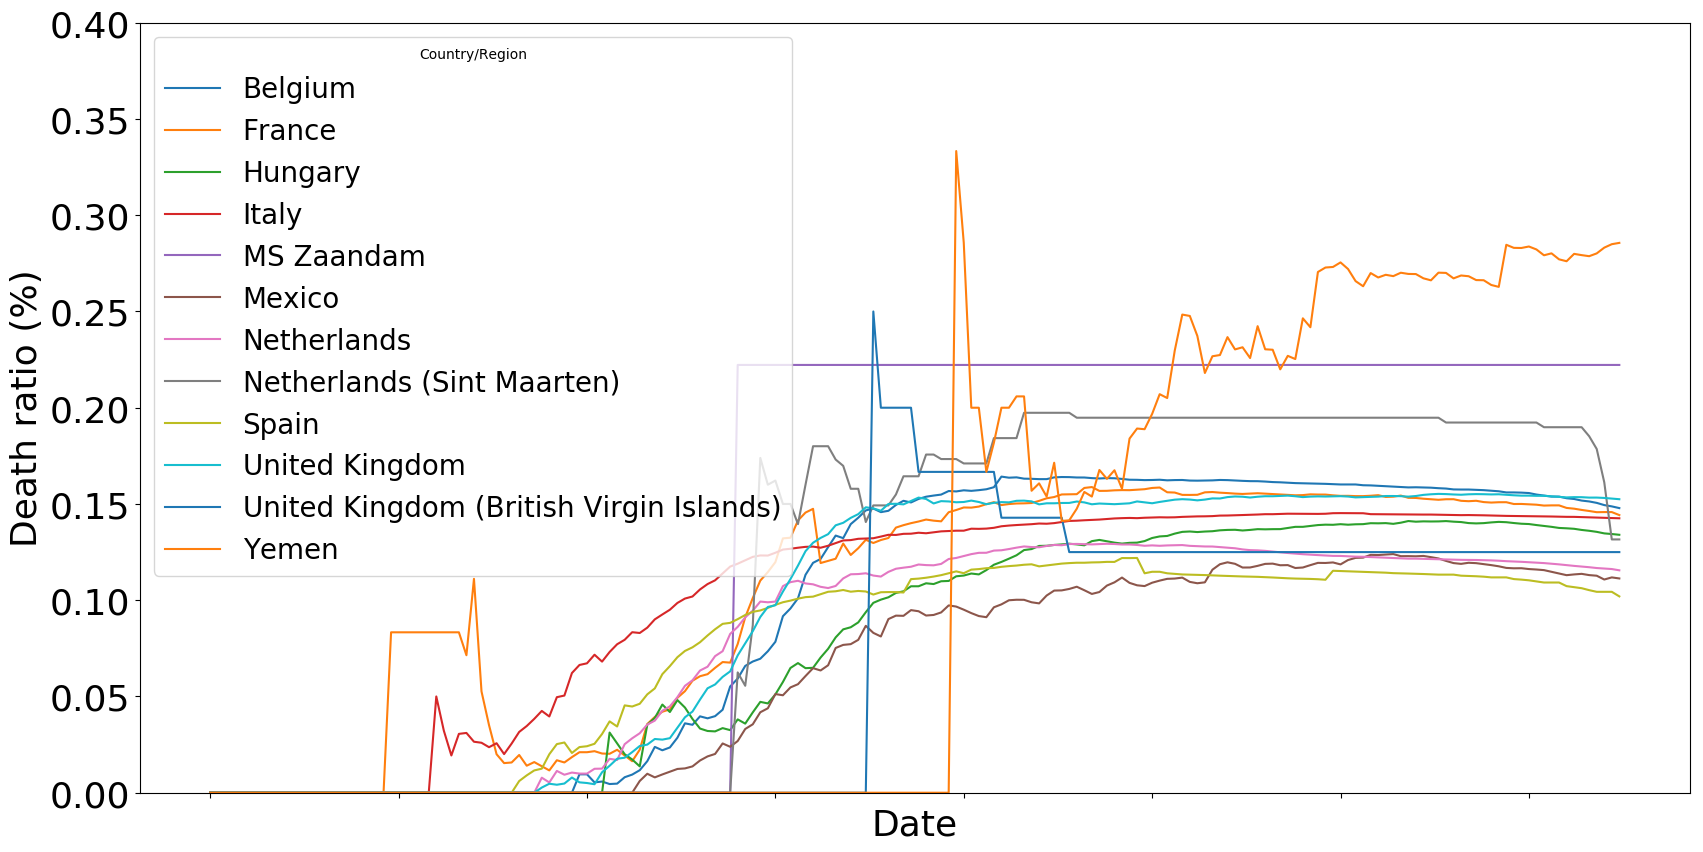 0.40
0.35
0.30
0.25
0.20
0.15
0.10
0.05
0.00
Death ratio (%)
Country/Region
Belgium
France
Hungary
Italy
MS Zaandam
Mexico
Netherlands
Netherlands (Sint Maarten)
Spain
United Kingdom
United Kingdom (British Virgin Islands)
Yemen
Date